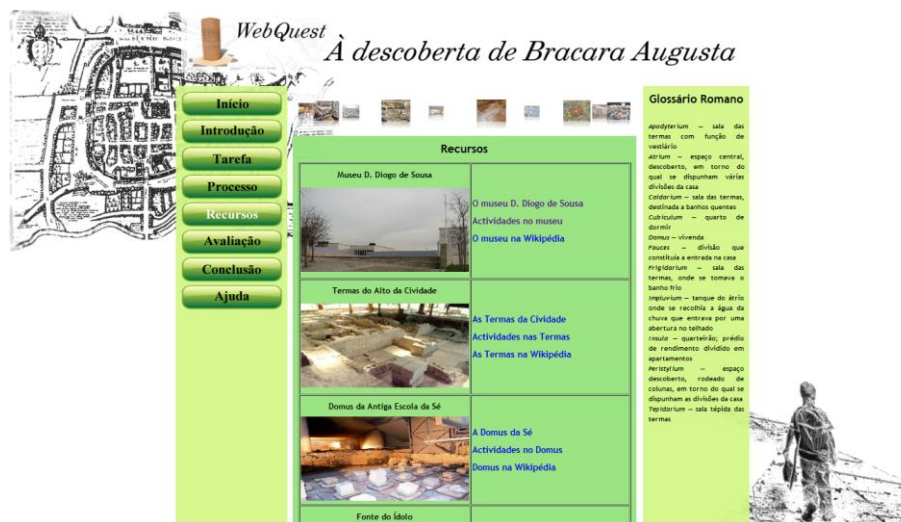 WebQuest
À descoberta de Bracara Augusta
Início
Introdução
Tarefa
Processo
Recursos
Avaliação
Conclusão
Ajuda
Recursos
Museu D. Diogo de Sousa
O museu D. Diogo de Sousa
Actividades no museu
O museu na Wikipédia
Termas do Alto da Cividade
As Termas da Cividade
Actividades nas Termas
As Termas na Wikipédia
Domus da Antiga Escola da Sé
A Domus da Sé
Actividades no Domus
Domus na Wikipédia
Fonte do Ídolo
Glossário Romano
Apodyterium – sala das
termas com função de
vestiário
Atrium – espaço central,
descoberto, em torno do
qual se dispunham várias
divisões da casa
Caldarium – sala das termas,
destinada a banhos quentes
Cubiculum – quarto de
dormir
Domus – vivenda
Fauces – divisão que
constituía a entrada na casa
Frigidarium – sala das
termas, onde se tomava o
banho frio
Impluvium – tanque do átrio
onde se recolhia a água da
chuva que entrava por uma
abertura no telhado
Insula – quarteirão; prédio
de rendimento dividido em
apartamentos
Peristylium – espaço
descoberto, rodeado de
colunas, em torno do qual se
dispunham as divisões da casa
Tepidarium – sala tépida das
termas